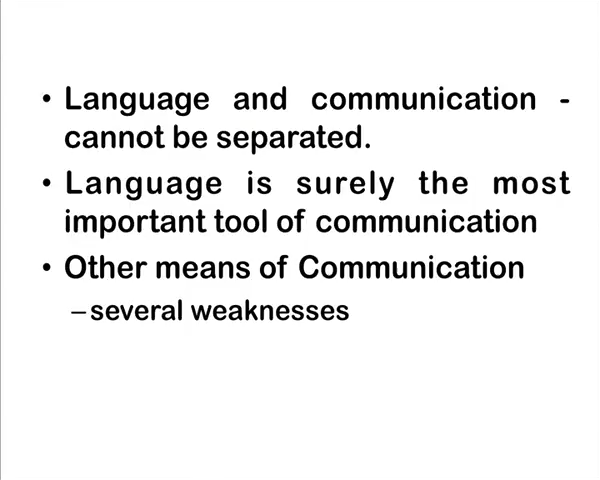 • Language and communication -
cannot be separated.
• Language is surely the most
important tool of communication
• Other means of Communication
– several weaknesses